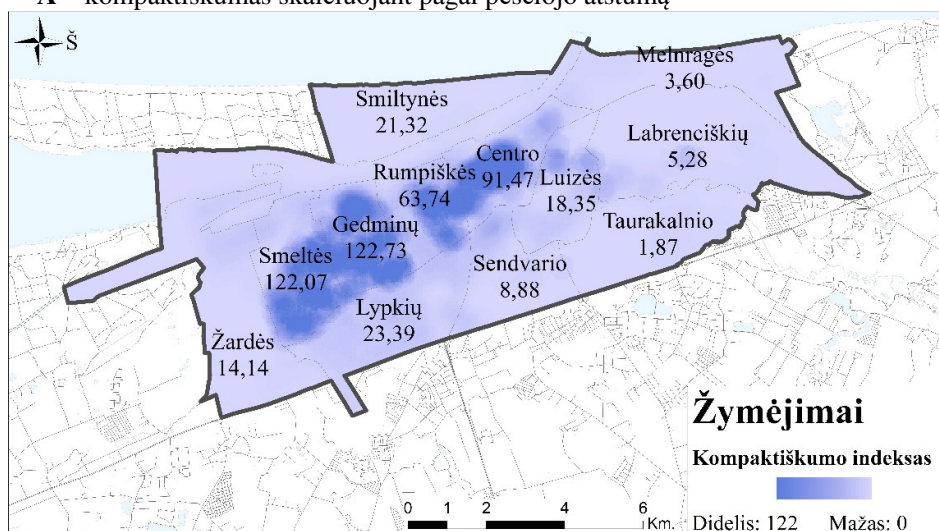 A – kompaktiškumas skaleruojant pagal pėsčiojo atstumą
Š
Melnragės
3,60
Smiltynės
21,32
Labrenciškių
5,28
Centro
91,47
Rumpiškės
63,74
Luizės
18,35
Taurakalnio
1,87
Gedminų
122,73
Smeltės
122,07
Sendvario
8,88
Lypkių
23,39
Žardės
14,14
Žymėjimai
Kompaktiškumo indeksas
Didelis: 122 Mažas: 0
0 1 2 4 6
Km.